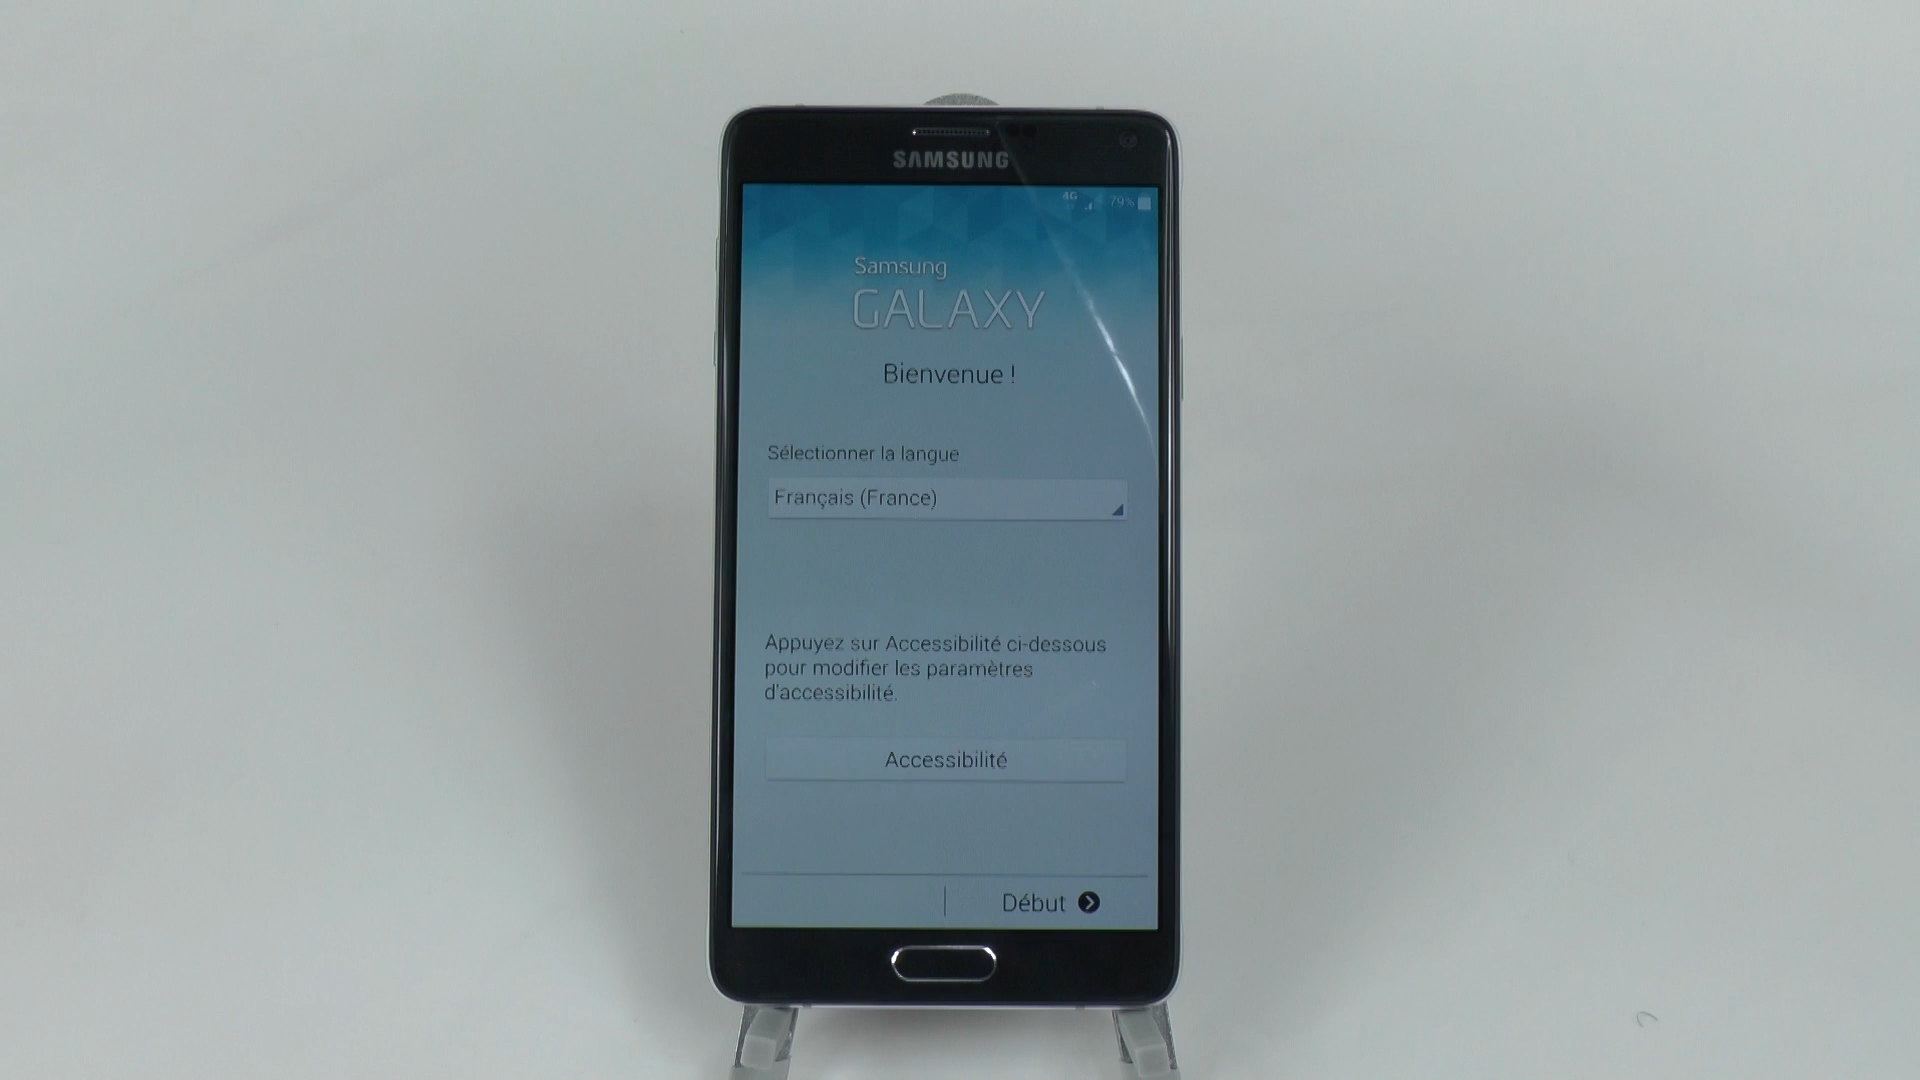 SAMSUNG
4G 79%
Samsung
GALAXY
Bienvenue !
Sélectionner la langue
Français (France)
Appuyez sur Accessibilité ci-dessous
pour modifier les paramètres
d'accessibilité.
Accessibilité
Début